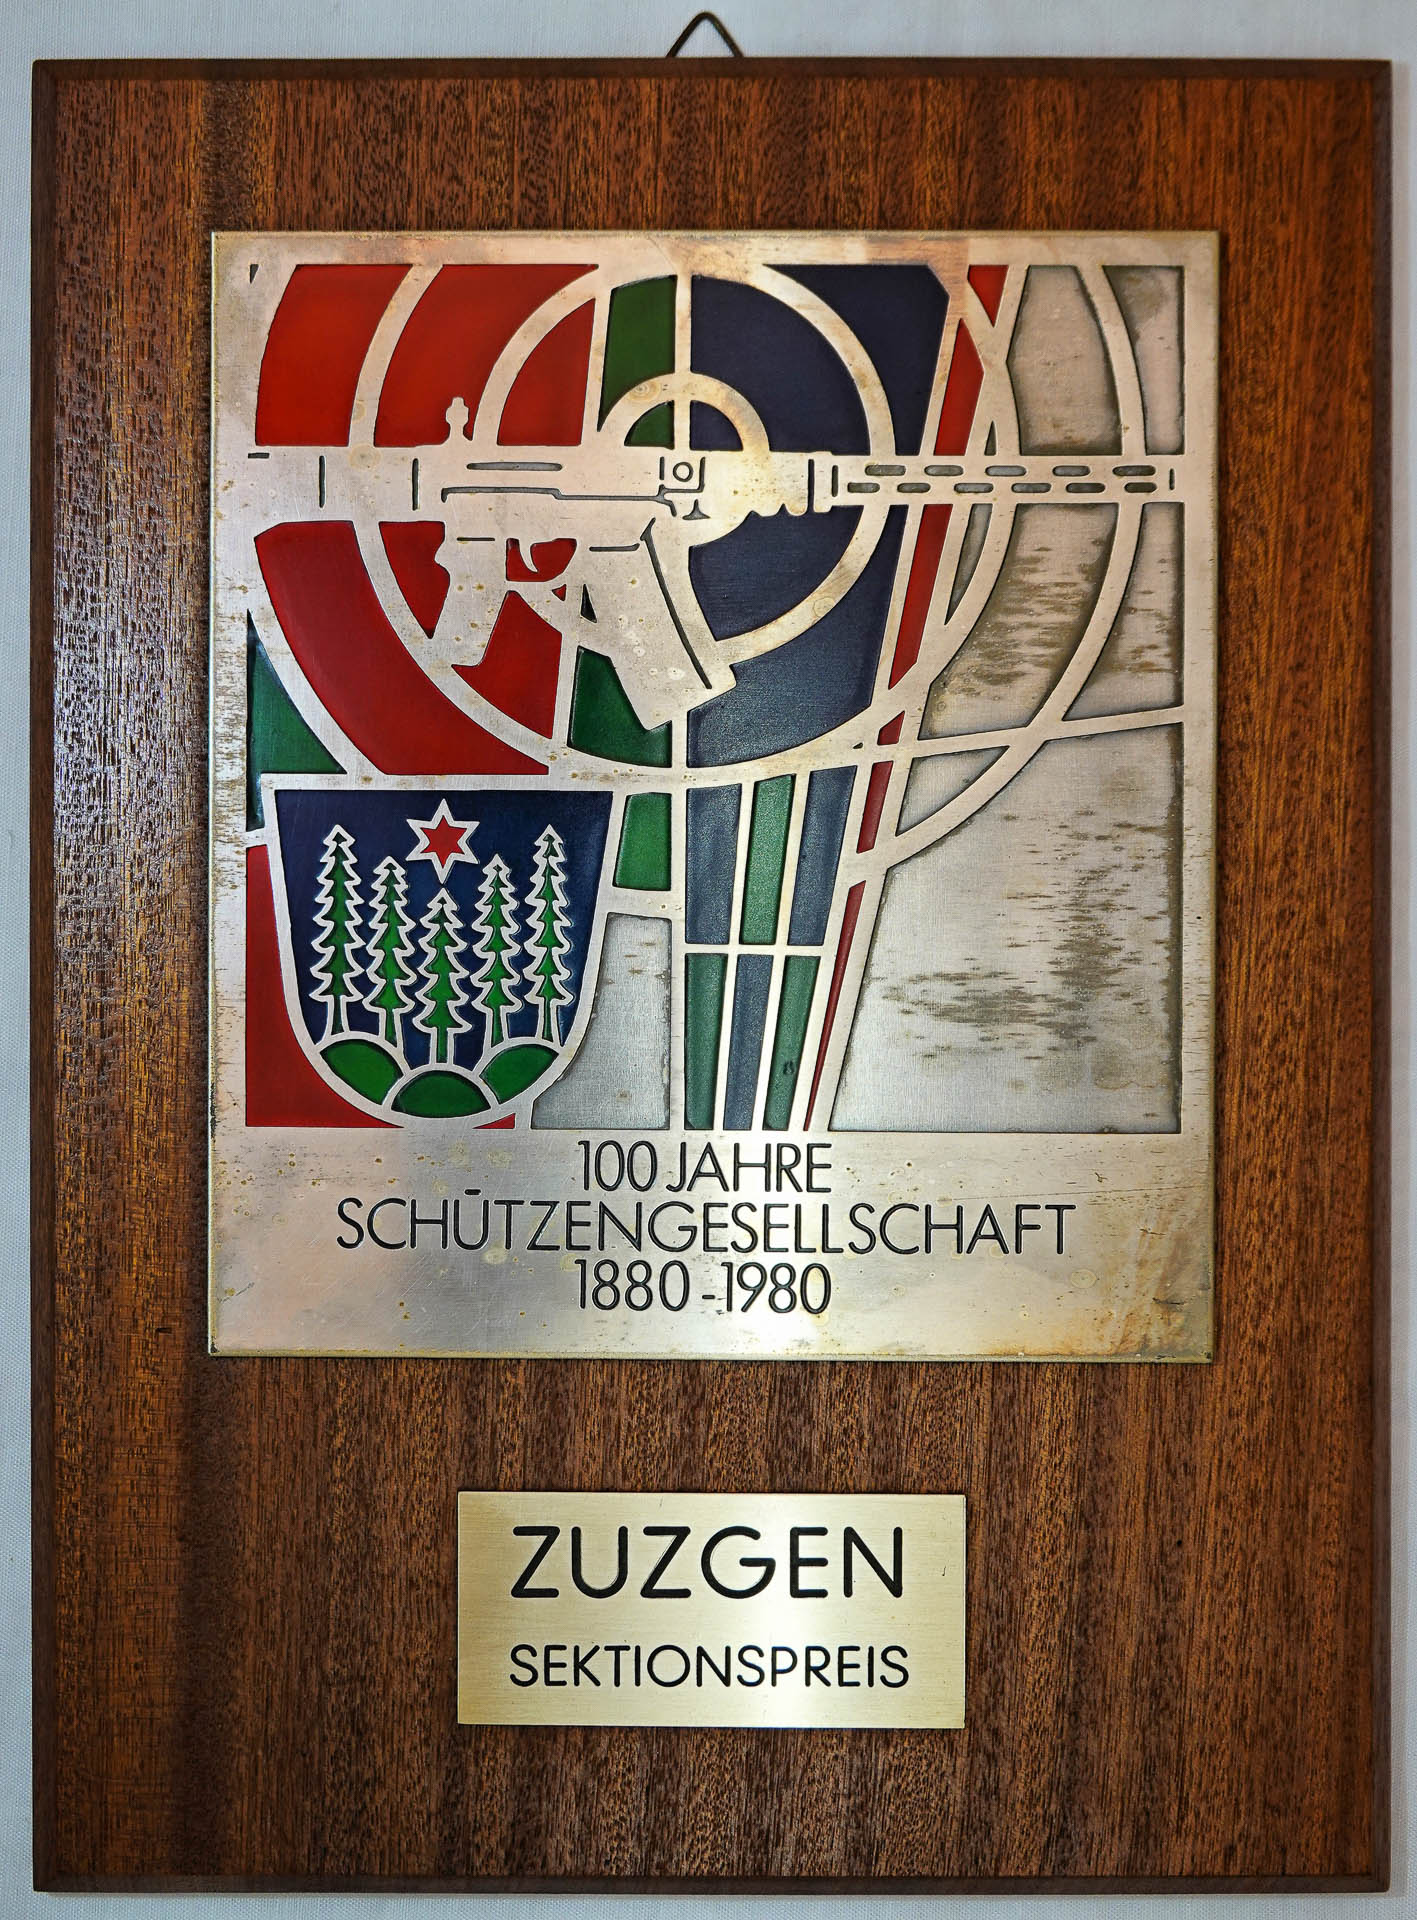 100 JAHRE
SCHÜTZENGESELLSCHAFT
1880-1980
ZUZGEN
SEKTIONSPREIS